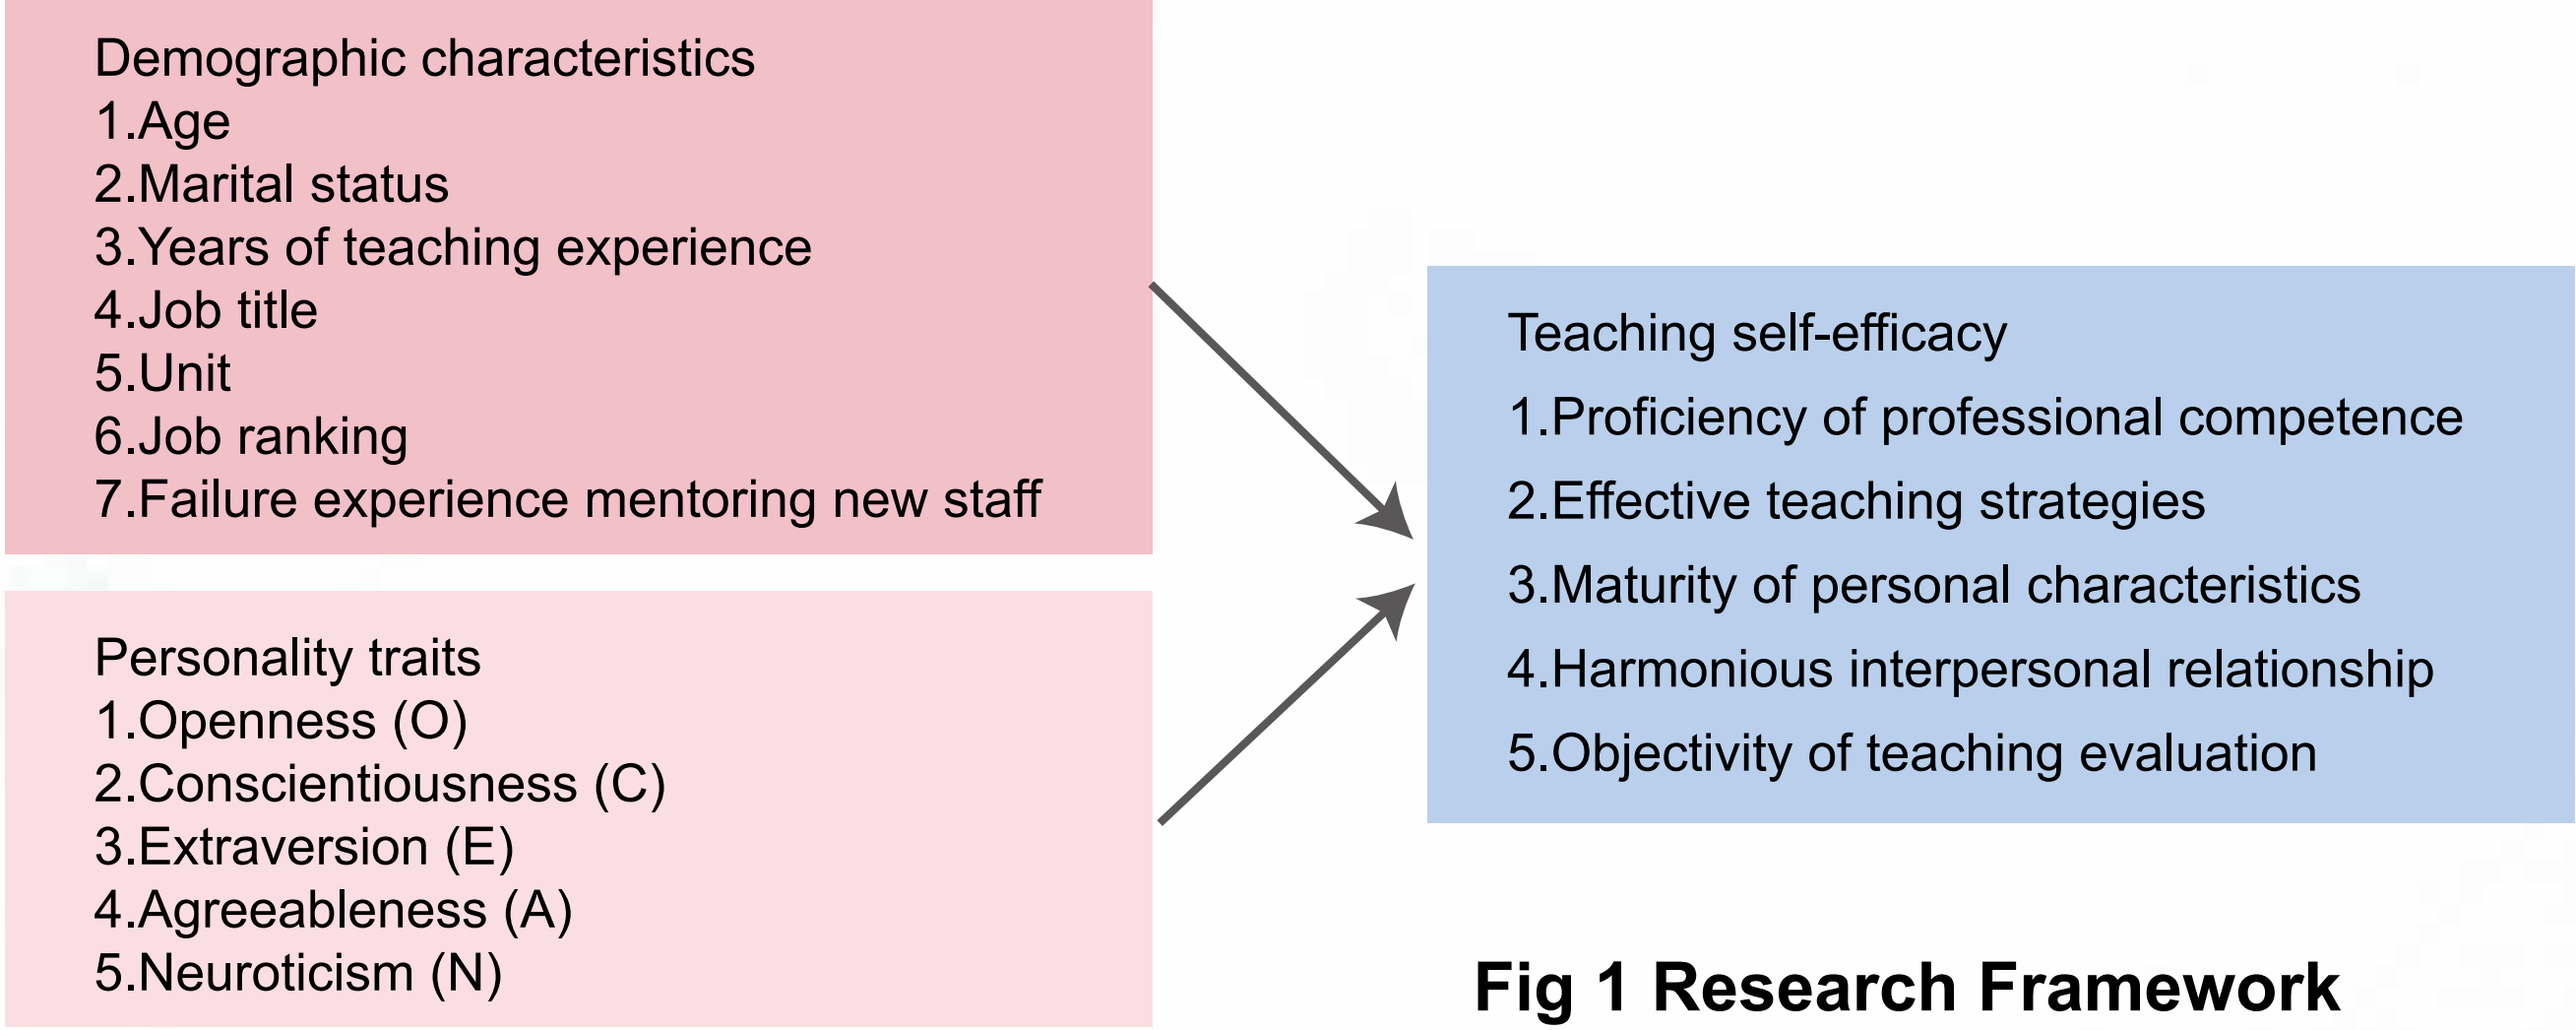 Demographic characteristics
1.Age
2.Marital status
3.Years of teaching experience
4.Job title
5.Unit
6.Job ranking
7.Failure experience mentoring new staff
Personality traits
1.Openness (O)
2.Conscientiousness (C)
3.Extraversion (E)
4.Agreeableness (A)
5.Neuroticism (N)
Teaching self-efficacy
1.Proficiency of professional competence
2.Effective teaching strategies
3.Maturity of personal characteristics
4.Harmonious interpersonal relationship
5.Objectivity of teaching evaluation
Fig 1 Research Framework